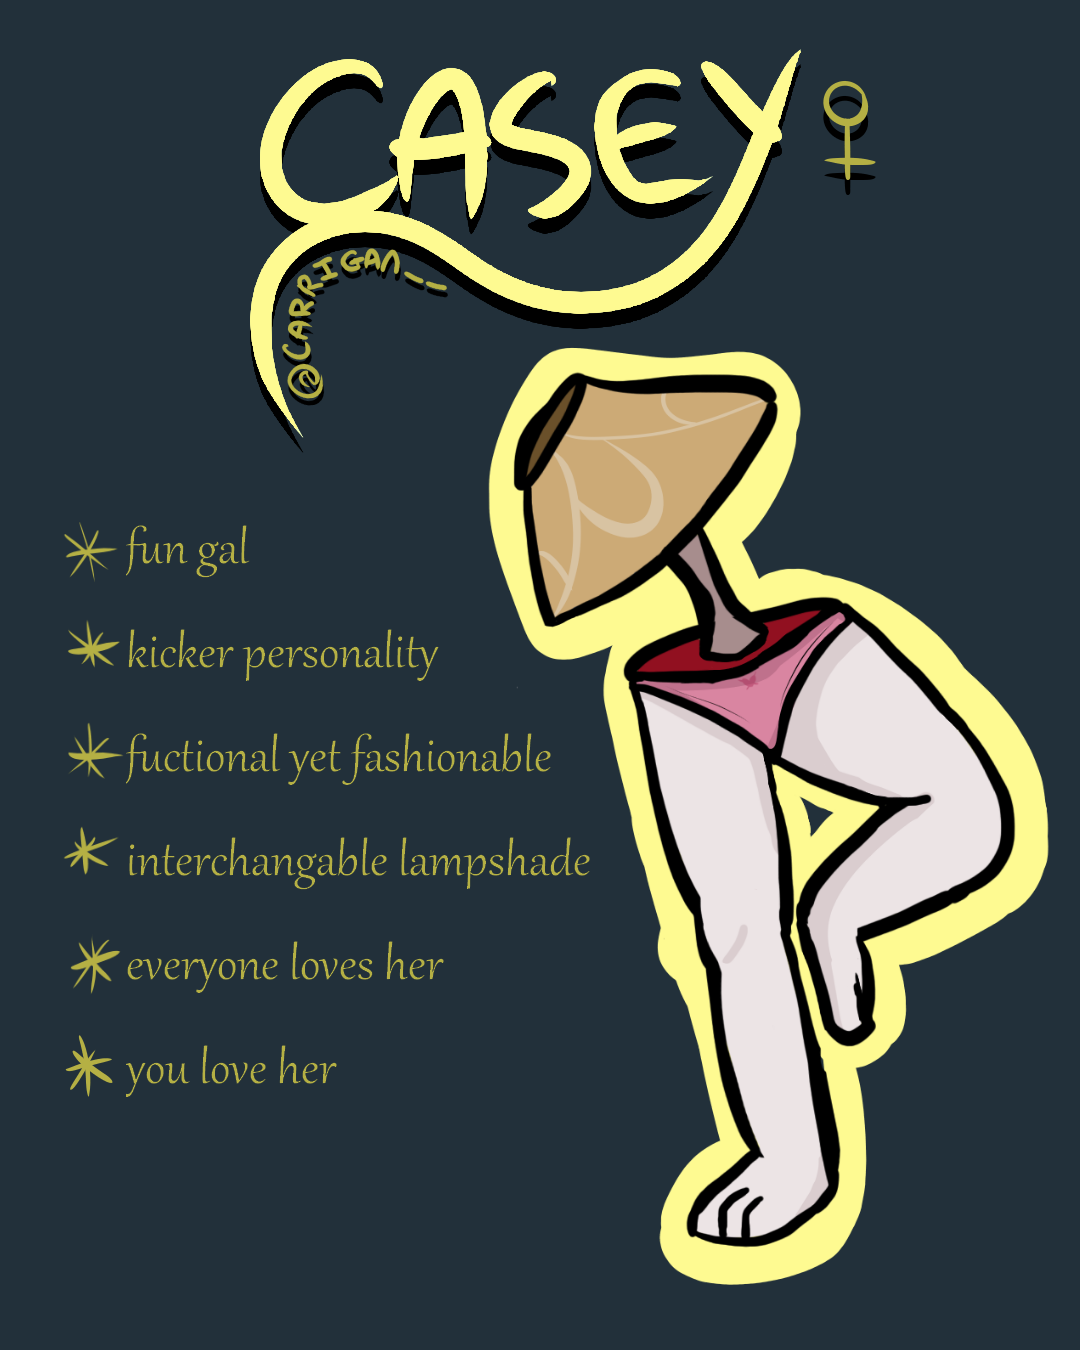 CASEY ♀
@CARRIGAN__
fun gal
kicker personality
fuctional yet fashionable
interchangable lampshade
everyone loves her
you love her